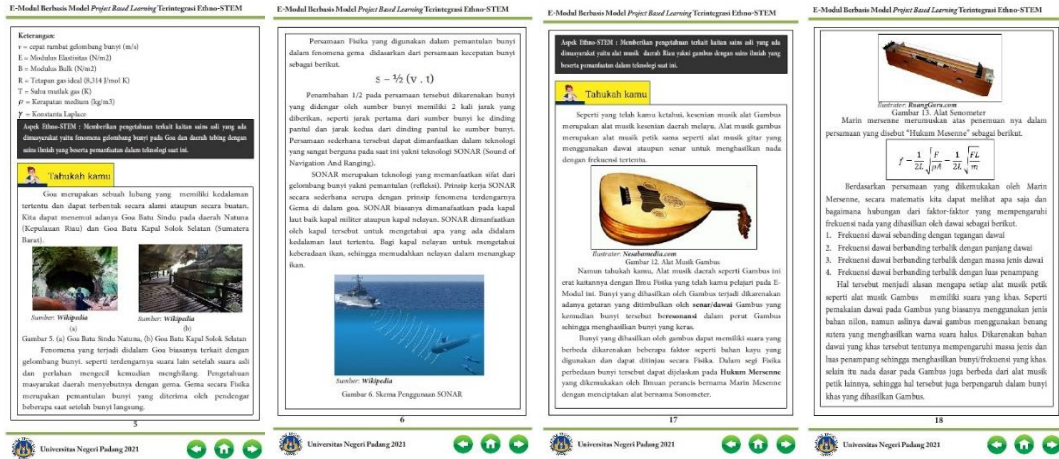 E-Modul Berbasis Model Project Based Learning Terintegrasi Ethno-STEM
Keterangan:
v = cepat rambat gelombang bunyi (m/s)
E = Modulus Elastisitas (N/m2)
B = Modulus Bulk (N/m2)
R = Tetapan gas ideal (8,314 J/mol K)
T = Suhu mutlak gas (K)
ρ = Kerapatan medium (kg/m3)
γ = Konstanta Laplace
Aspek Ethno-STEM : Memberikan pengetahuan terkait kaitan sains asli yang ada
dimasyarakat yaitu fenomena gelombang bunyi pada Goa dan daerah tebing dengan
sains ilmiah yang beserta pemanfaatan dalam teknologi saat ini.
Tahukah kamu
Goa merupakan sebuah lubang yang memiliki kedalaman
tertentu dan dapat terbentuk secara alami ataupun secara buatan.
Kita dapat menemui adanya Goa Batu Sindu pada daerah Natuna
(Kepulauan Riau) dan Goa Batu Kapal Solok Selatan (Sumatera
Barat).
Sumber: Wikipedia
(a)
Sumber: Wikipedia
(b)
Gambar 5. (a) Goa Batu Sindu Natuna, (b) Goa Batu Kapal Solok Selatan
Fenomena yang terjadi didalam Goa biasanya terkait dengan
gelombang bunyi, seperti terdengarnya suara lain setelah suara asli
dan perlahan mengecil kemudian menghilang. Pengetahuan
masyarakat daerah menyebutnya dengan gema. Gema secara Fisika
merupakan pemantulan bunyi yang diterima oleh pendengar
beberapa saat setelah bunyi langsung.
5
Universitas Negeri Padang 2021
E-Modul Berbasis Model Project Based Learning Terintegrasi Ethno-STEM
Persamaan Fisika yang digunakan dalam pemantulan bunyi
dalam fenomena gema didasarkan dari persamaan kecepatan bunyi
sebagai berikut.
s = ½ (v . t)
Penambahan 1/2 pada persamaan tersebut dikarenakan bunyi
yang didengar oleh sumber bunyi memiliki 2 kali jarak yang
diberikan, seperti jarak pertama dari sumber bunyi ke dinding
pantul dan jarak kedua dari dinding pantul ke sumber bunyi.
Persamaan sederhana tersebut dapat dimanfaatkan dalam teknologi
yang sangat berguna pada saat ini yakni teknologi SONAR (Sound of
Navigation And Ranging).
SONAR merupakan teknologi yang memanfaatkan sifat dari
gelombang bunyi yakni pemantulan (refleksi). Prinsip kerja SONAR
secara sederhana serupa dengan prinsip fenomena terdengarnya
Gema di dalam goa. SONAR biasanya dimanafaatkan pada kapal
laut baik kapal militer ataupun kapal nelayan. SONAR dimanfaatkan
oleh kapal tersebut untuk mengetahui apa yang ada didalam
kedalaman laut tertentu. Bagi kapal nelayan untuk mengetahui
keberadaan ikan, sehingga memudahkan nelayan dalam menangkap
ikan.
Sumber: Wikipedia
Gambar 6. Skema Penggunaan SONAR
6
Universitas Negeri Padang 2021
E-Modul Berbasis Model Project Based Learning Terintegrasi Ethno-STEM
Aspek Ethno-STEM : Memberikan pengetahuan terkait kaitan sains asli yang ada
dimasyarakat yaitu alat musik daerah Riau yakni gambus dengan sains ilmiah yang
beserta pemanfaatan dalam teknologi saat ini.
Tahukah kamu
Seperti yang telah kamu ketahui, kesenian musik Gambus
merupakan alat musik kesenian daerah melayu. Alat musik gambus
merupakan alat musik petik sama seperti alat musik gitar yang
menggunakan dawai ataupun senar untuk menghasilkan nada
dengan frekuensi tertentu.
Ilustrator: Nesabamedia.com
Gambar 12. Alat Musik Gambus
Namun tahukah kamu, Alat musik daerah seperti Gambus ini
erat kaitannya dengan Ilmu Fisika yang telah kamu pelajari pada E-
Modul ini. Bunyi yang dihasilkan oleh Gambus terjadi dikarenakan
adanya getaran yang ditimbulkan oleh senar/dawai Gambus yang
kemudian bunyi tersebut beresonansi dalam perut Gambus
sehingga menghasilkan bunyi yang keras.
Bunyi yang dihasilkan oleh gambus dapat memiliki suara yang
berbeda dikarenakan beberapa faktor seperti bahan kayu yang
digunakan dan dapat ditinjau secara Fisika. Dalam segi Fisika
perbedaan bunyi tersebut dapat dijelaskan pada Hukum Mersenne
yang dikemukakan oleh Ilmuan perancis bernama Marin Mesenne
dengan menciptakan alat bernama Sonometer.
17
Universitas Negeri Padang 2021
E-Modul Berbasis Model Project Based Learning Terintegrasi Ethno-STEM
Ilustrator: RuangGuru.com
Gambar 13. Alat Sonometer
Marin mersenne merumuskan atas penemuan nya dalam
persamaan yang disebut "Hukum Mesenne" sebagai berikut.
f = 1/2L √(F/ρA) = 1/2L √(FL/m)
Berdasarkan persamaan yang dikemukakan oleh Marin
Mersenne, secara matematis kita dapat melihat apa saja dan
bagaimana hubungan dari faktor-faktor yang mempengaruhi
frekuensi nada yang dihasilkan oleh dawai sebagai berikut.
1. Frekuensi dawai sebanding dengan tegangan dawai
2. Frekuensi dawai berbanding terbalik dengan panjang dawai
3. Frekuensi dawai berbanding terbalik dengan massa jenis dawai
4. Frekuensi dawai berbanding terbalik dengan luas penampang
Hal tersebut menjadi alasan mengapa setiap alat musik petik
seperti alat musik Gambus memiliki suara yang khas. Seperti
pemakaian dawai pada Gambus yang biasanya menggunakan jenis
bahan nilon, namun aslinya dawai gambus menggunakan benang
sutera yang menghasilkan warna suara halus. Dikarenakan bahan
dawai yang khas tersebut tentunya mempengaruhi massa jenis dan
luas penampang sehingga menghasilkan bunyi/frekuensi yang khas.
selain itu nada dasar pada Gambus juga berbeda dari alat musik
petik lainnya, sehingga hal tersebut juga berpengaruh dalam bunyi
khas yang dihasilkan Gambus.
18
Universitas Negeri Padang 2021